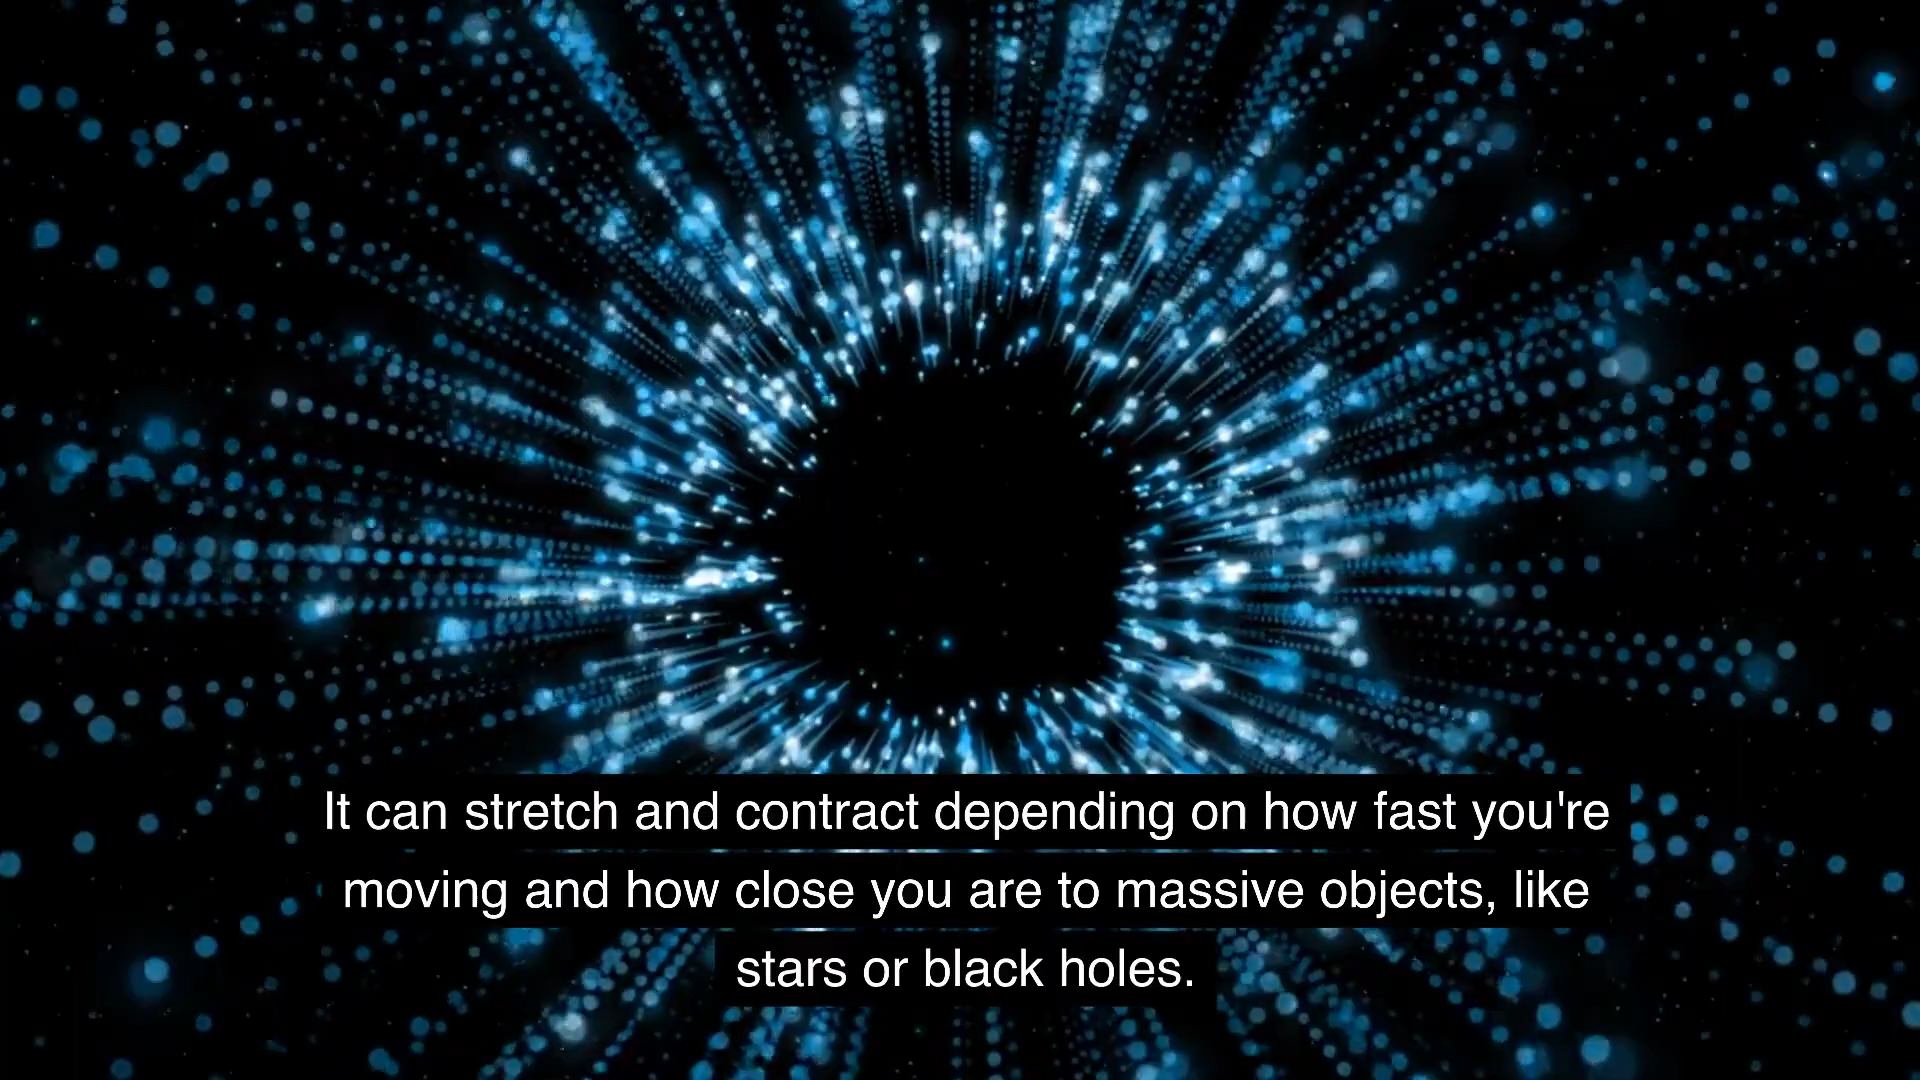 It can stretch and contract depending on how fast you're
moving and how close you are to massive objects, like
stars or black holes.